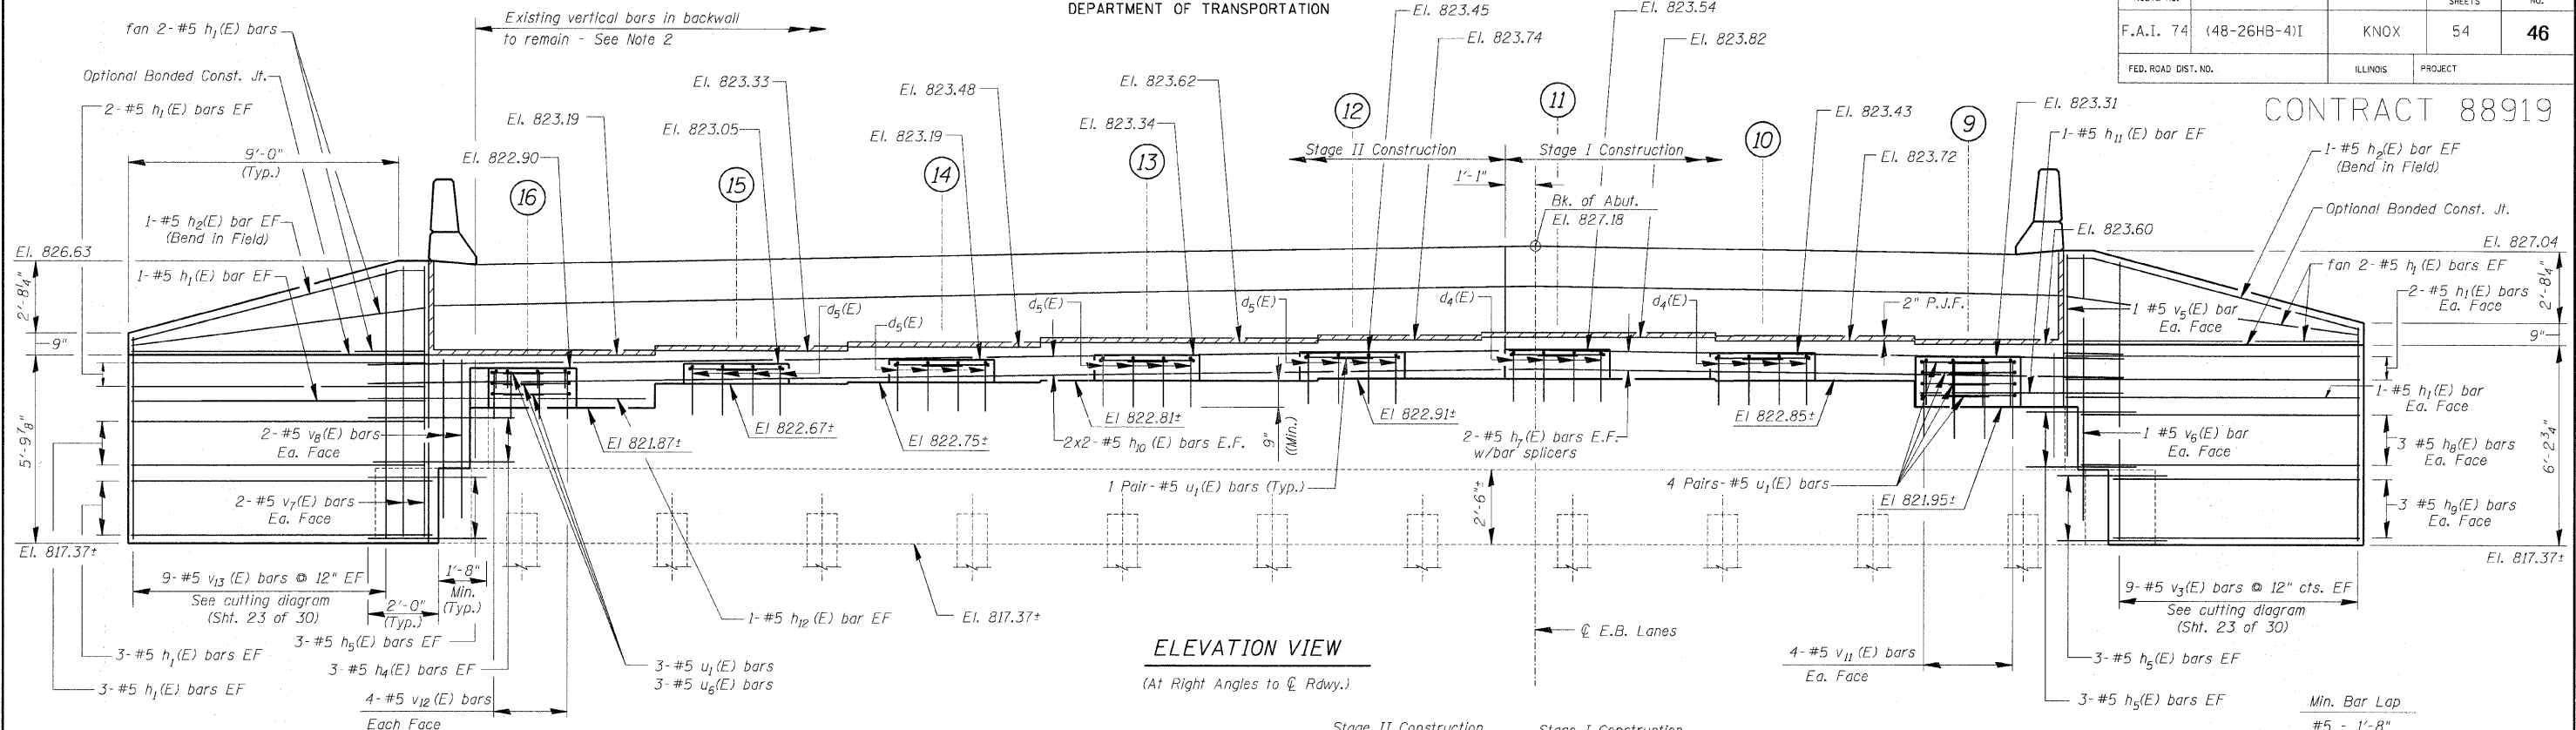 DEPARTMENT OF TRANSPORTATION
SHEETS
NO.
F.A.I. 74
(48-26HB-4)I
KNOX
54
46
FED. ROAD DIST. NO.
ILLINOIS
PROJECT
CONTRACT 88919
Existing vertical bars in backwall
to remain - See Note 2
fan 2-#5 h1(E) bars
Optional Bonded Const. Jt.
2-#5 h1(E) bars EF
9'-0"
(Typ.)
1-#5 h2(E) bar EF
(Bend in Field)
1-#5 h1(E) bar EF
El. 826.63
2'-8¼"
9"
5'-9⅞"
El. 817.37±
El. 822.90
El. 823.19
El. 823.05
El. 823.33
El. 823.19
El. 823.48
El. 823.34
El. 823.62
El. 823.45
El. 823.74
El. 823.54
El. 823.82
El. 823.43
El. 823.72
El. 823.31
El. 823.60
16
15
14
13
12
11
10
9
Stage II Construction
Stage I Construction
1'-1"
Bk. of Abut.
El. 827.18
1-#5 h11(E) bar EF
1-#5 h2(E) bar EF
(Bend in Field)
Optional Bonded Const. Jt.
El. 827.04
fan 2-#5 h1(E) bars EF
2-#5 h1(E) bars
Ea. Face
2'-8¼"
9"
1-#5 h1(E) bar
Ea. Face
3 #5 h8(E) bars
Ea. Face
6'-2¾"
3 #5 h9(E) bars
Ea. Face
El. 817.37±
d5(E)
d5(E)
d5(E)
d5(E)
d4(E)
d4(E)
2" P.J.F.
1 #5 v5(E) bar
Ea. Face
1 #5 v6(E) bar
Ea. Face
2-#5 v8(E) bars
Ea. Face
2-#5 v7(E) bars
Ea. Face
El 821.87±
El 822.67±
El 822.75±
El 822.81±
2x2-#5 h10 (E) bars E.F.
9"
(Min.)
El 822.91±
2-#5 h7(E) bars E.F.
w/bar splicers
El 822.85±
1 Pair-#5 u1(E) bars (Typ.)
2'-6"±
4 Pairs-#5 u1(E) bars
El 821.95±
9-#5 v13 (E) bars @ 12" EF
See cutting diagram
(Sht. 23 of 30)
1'-8"
Min.
(Typ.)
2'-0"
(Typ.)
3-#5 h1(E) bars EF
3-#5 h1(E) bars EF
3-#5 h5(E) bars EF
3-#5 h4(E) bars EF
4-#5 v12(E) bars
Each Face
1-#5 h12 (E) bar EF
3-#5 u1(E) bars
3-#5 u6(E) bars
El. 817.37±
ELEVATION VIEW
(At Right Angles to ℄ Rdwy.)
℄ E.B. Lanes
4-#5 v11 (E) bars
Ea. Face
9-#5 v3(E) bars @ 12" cts. EF
See cutting diagram
(Sht. 23 of 30)
3-#5 h5(E) bars EF
3-#5 h5(E) bars EF
Min. Bar Lap
#5 - 1'-8"
Stage II Construction
Stage I Construction